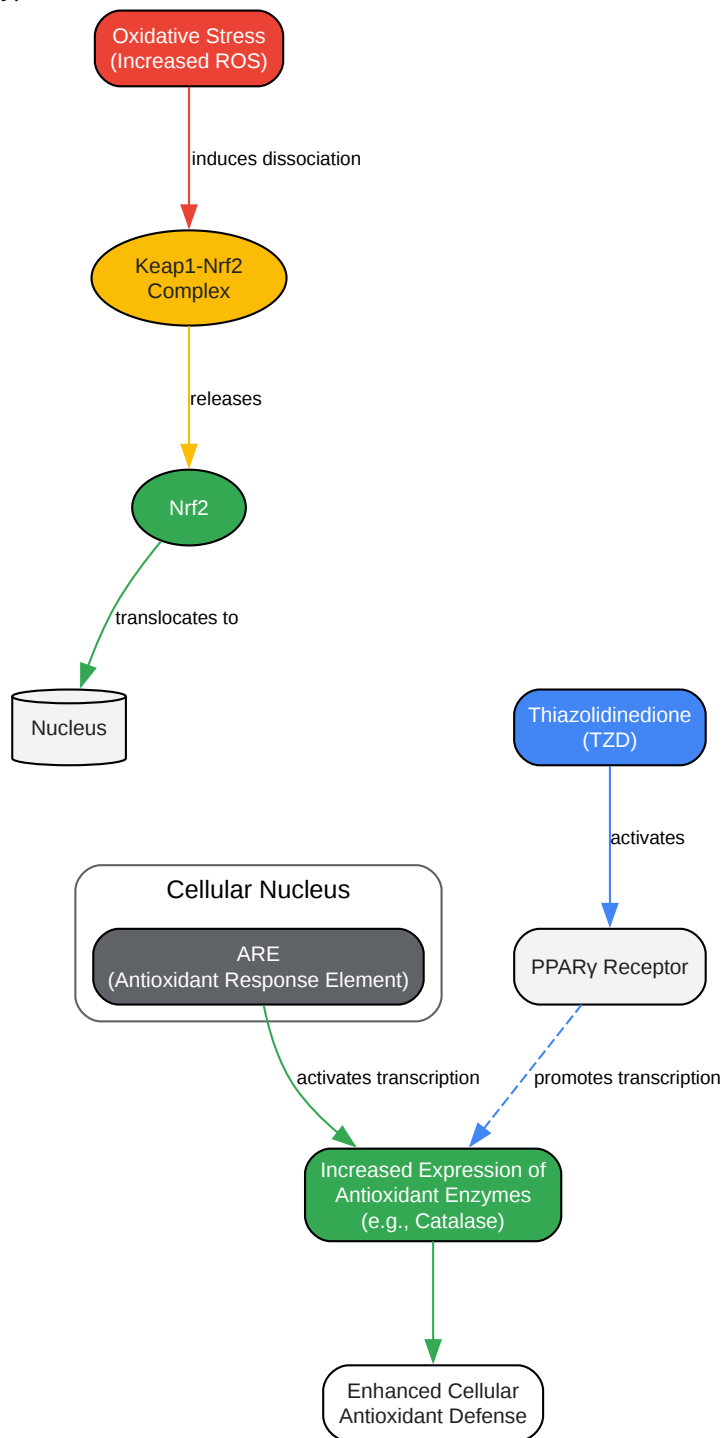 Oxidative Stress
(Increased ROS)
induces dissociation
Keap1-Nrf2
Complex
releases
Nrf2
translocates to
Nucleus
Thiazolidinedione
(TZD)
activates
Cellular Nucleus
ARE
(Antioxidant Response Element)
PPARγ Receptor
activates transcription
promotes transcription
Increased Expression of
Antioxidant Enzymes
(e.g., Catalase)
Enhanced Cellular
Antioxidant Defense